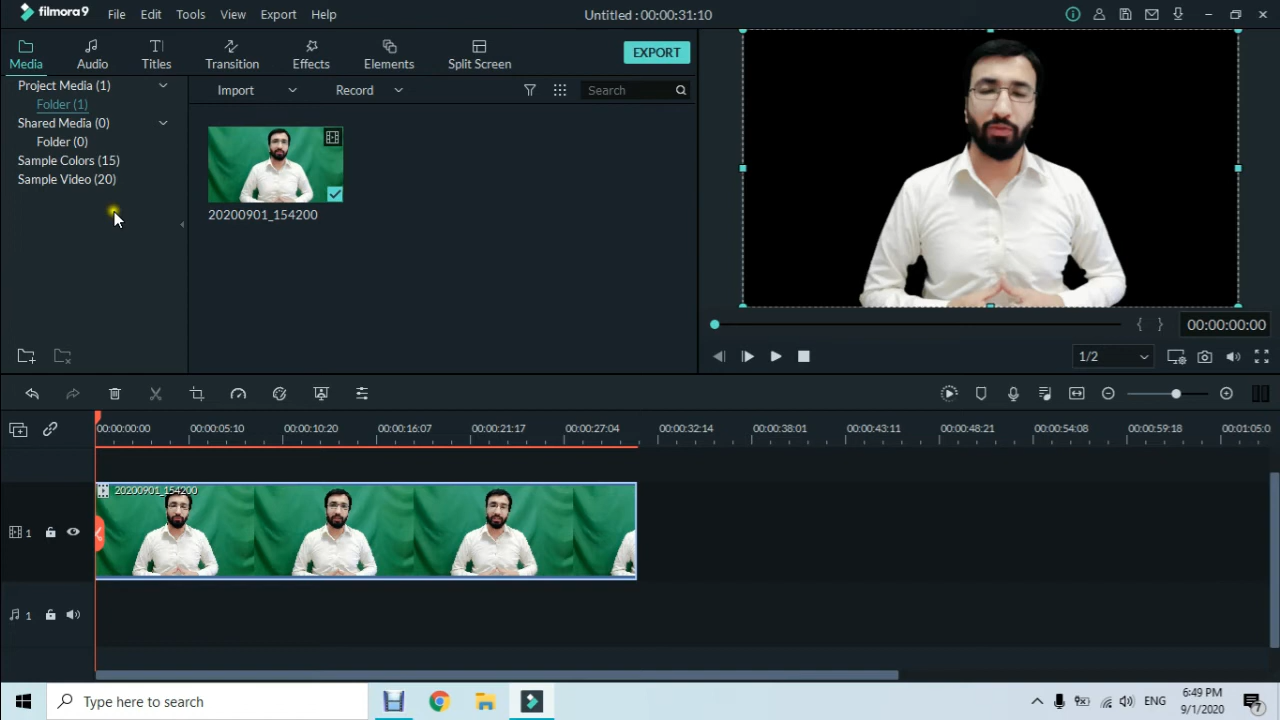 filmora9 File Edit Tools View Export Help Untitled : 00:00:31:10
Media Audio Titles Transition Effects Elements Split Screen EXPORT
Project Media (1)
Folder (1)
Shared Media (0)
Folder (0)
Sample Colors (15)
Sample Video (20)
Import Record Search
20200901_154200
00:00:00:00
1/2
00:00:00:00 00:00:05:10 00:00:10:20 00:00:16:07 00:00:21:17 00:00:27:04 00:00:32:14 00:00:38:01 00:00:43:11 00:00:48:21 00:00:54:08 00:00:59:18 00:01:05:0
20200901_154200
1
1
Type here to search
ENG
6:49 PM
9/1/2020
7